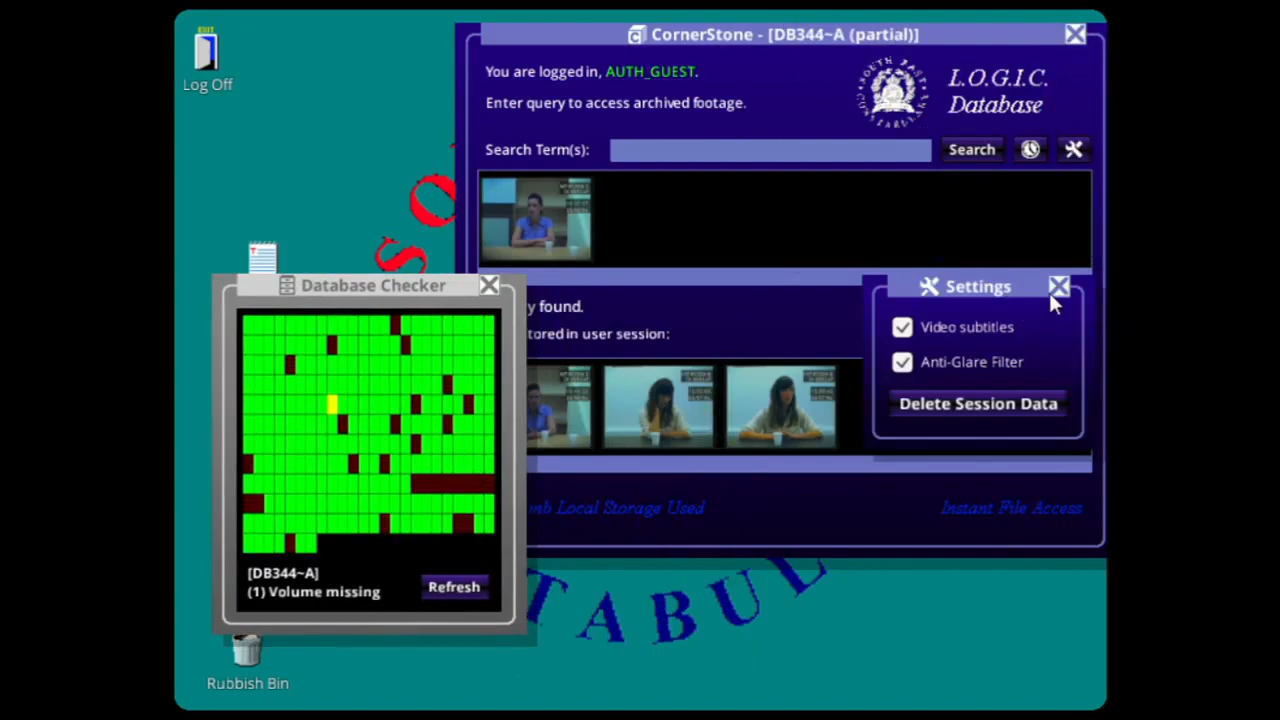 EXIT
Log Off
CornerStone - [DB344~A (partial)]
You are logged in, AUTH_GUEST.
Enter query to access archived footage.
L.O.G.I.C.
Database
Search Term(s):
Search
SO
Database Checker
y found.
tored in user session:
Settings
Video subtitles
Anti-Glare Filter
Delete Session Data
mb Local Storage Used
Instant File Access
[DB344~A]
(1) Volume missing
Refresh
TABUL
Rubbish Bin